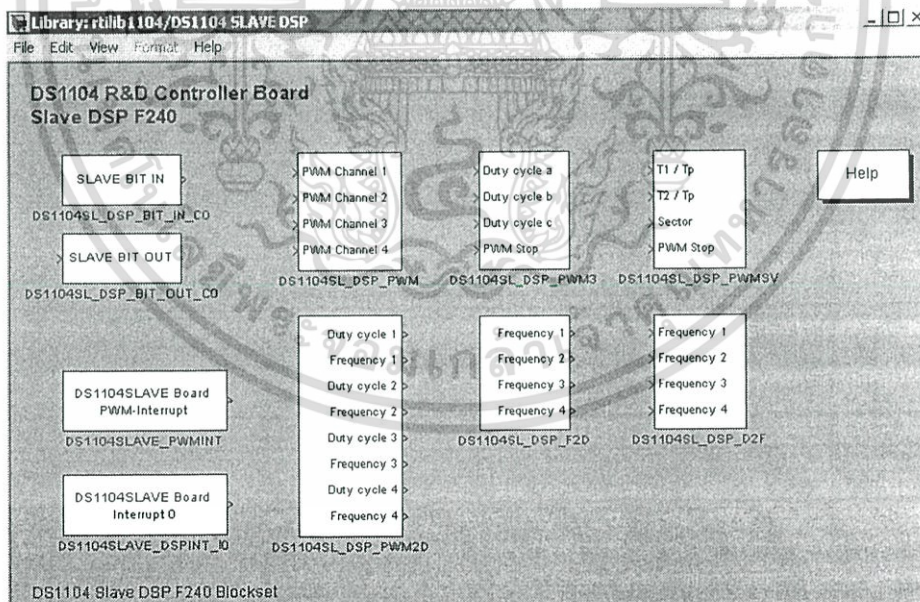 Library: rtilib1104/DS1104 SLAVE DSP
File Edit View Format Help
DS1104 R&D Controller Board
Slave DSP F240
SLAVE BIT IN
DS1104SL_DSP_BIT_IN_C0
SLAVE BIT OUT
DS1104SL_DSP_BIT_OUT_C0
PWM Channel 1
PWM Channel 2
PWM Channel 3
PWM Channel 4
DS1104SL_DSP_PWM
Duty cycle a
Duty cycle b
Duty cycle c
PWM Stop
DS1104SL_DSP_PWM3
T1 / Tp
T2 / Tp
Sector
PWM Stop
DS1104SL_DSP_PWMSV
Help
DS1104SLAVE Board
PWM-Interrupt
DS1104SLAVE_PWMINT
DS1104SLAVE Board
Interrupt 0
DS1104SLAVE_DSPINT_I0
Duty cycle 1
Frequency 1
Duty cycle 2
Frequency 2
Duty cycle 3
Frequency 3
Duty cycle 4
Frequency 4
DS1104SL_DSP_PWM2D
Frequency 1
Frequency 2
Frequency 3
Frequency 4
DS1104SL_DSP_F2D
Frequency 1
Frequency 2
Frequency 3
Frequency 4
DS1104SL_DSP_D2F
DS1104 Slave DSP F240 Blockset